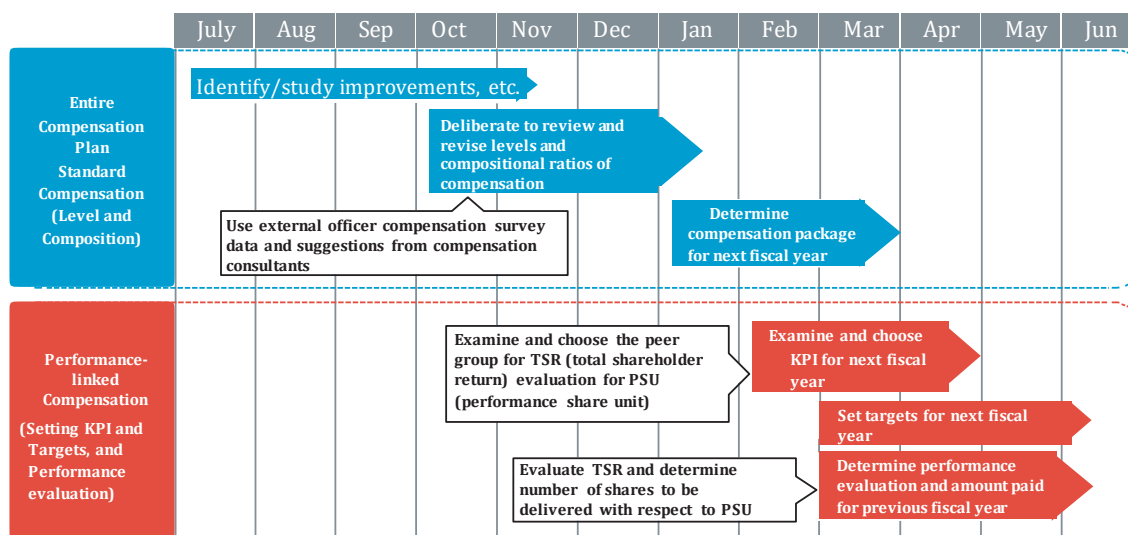 July Aug Sep Oct Nov Dec Jan Feb Mar Apr May Jun
Entire
Compensation
Plan
Standard
Compensation
(Level and
Composition)
Identify/study improvements, etc.
Deliberate to review and
revise levels and
compositional ratios of
compensation
Use external officer compensation survey
data and suggestions from compensation
consultants
Determine
compensation package
for next fiscal year
Performance-
linked
Compensation
(Setting KPI and
Targets, and
Performance
evaluation)
Examine and choose the peer
group for TSR (total shareholder
return) evaluation for PSU
(performance share unit)
Examine and choose
KPI for next fiscal
year
Set targets for next fiscal
year
Evaluate TSR and determine
number of shares to be
delivered with respect to PSU
Determine performance
evaluation and amount paid
for previous fiscal year